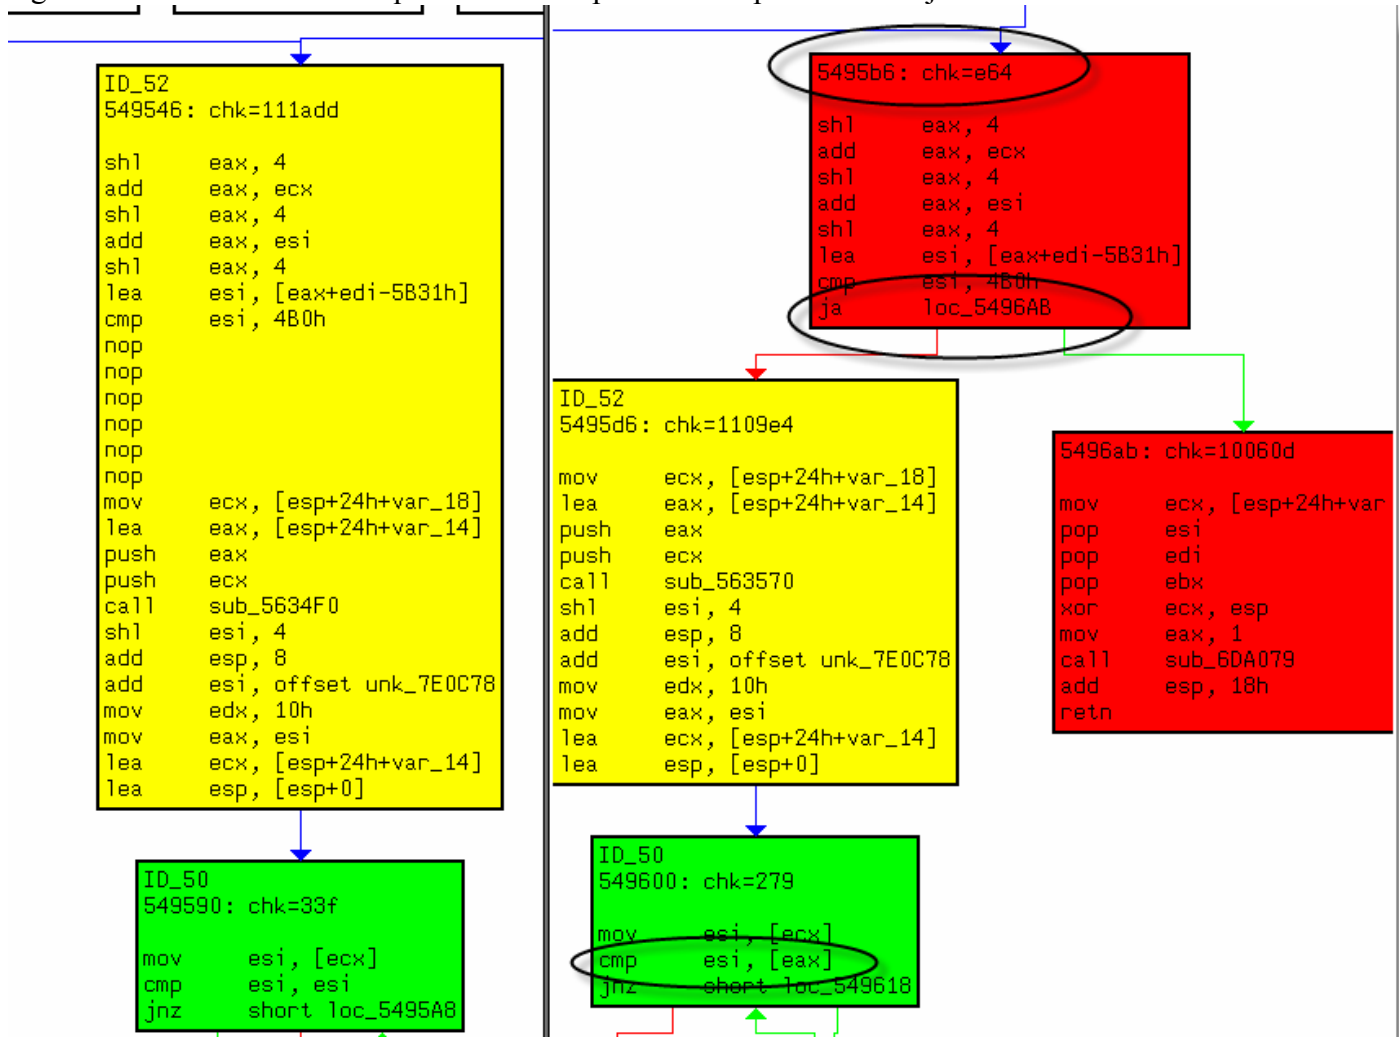 ID_52
549546: chk=111add
shl eax, 4
add eax, ecx
shl eax, 4
add eax, esi
shl eax, 4
lea esi, [eax+edi-5B31h]
cmp esi, 4B0h
nop
nop
nop
nop
nop
nop
mov ecx, [esp+24h+var_18]
lea eax, [esp+24h+var_14]
push eax
push ecx
call sub_5634F0
shl esi, 4
add esp, 8
add esi, offset unk_7E0C78
mov edx, 10h
mov eax, esi
lea ecx, [esp+24h+var_14]
lea esp, [esp+0]
ID_50
549590: chk=33f
mov esi, [ecx]
cmp esi, esi
jnz short loc_5495A8
5495b6: chk=e64
shl eax, 4
add eax, ecx
shl eax, 4
add eax, esi
shl eax, 4
lea esi, [eax+edi-5B31h]
cmp esi, 4B0h
ja loc_5496AB
ID_52
5495d6: chk=1109e4
mov ecx, [esp+24h+var_18]
lea eax, [esp+24h+var_14]
push eax
push ecx
call sub_563570
shl esi, 4
add esp, 8
add esi, offset unk_7E0C78
mov edx, 10h
mov eax, esi
lea ecx, [esp+24h+var_14]
lea esp, [esp+0]
5496ab: chk=10060d
mov ecx, [esp+24h+var
pop esi
pop edi
pop ebx
xor ecx, esp
mov eax, 1
call sub_6DA079
add esp, 18h
retn
ID_50
549600: chk=279
mov esi, [ecx]
cmp esi, [eax]
jnz short loc_549618